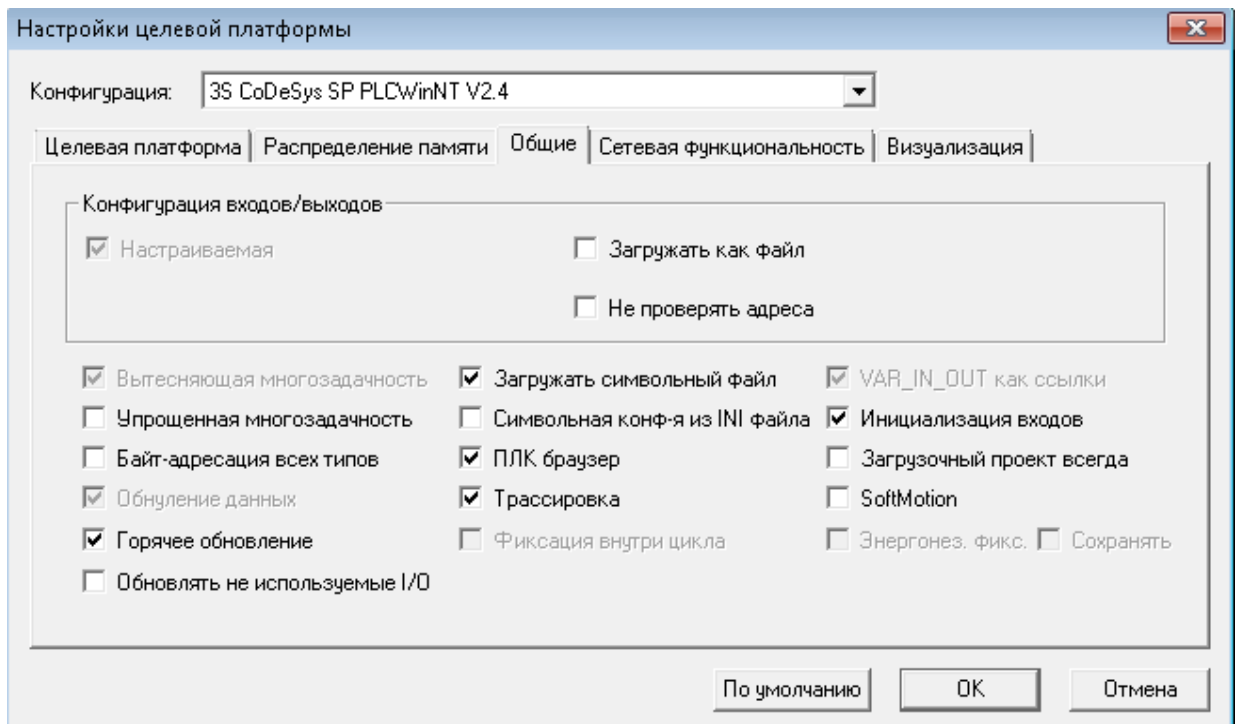 Настройки целевой платформы
Конфигурация: 3S CoDeSys SP PLCWinNT V2.4
Целевая платформа Распределение памяти Общие Сетевая функциональность Визуализация
Конфигурация входов/выходов
Настраиваемая Загружать как файл
Не проверять адреса
Вытесняющая многозадачность Загружать символьный файл VAR_IN_OUT как ссылки
Упрощенная многозадачность Символьная конф-я из INI файла Инициализация входов
Байт-адресация всех типов ПЛК браузер Загрузочный проект всегда
Обнуление данных Трассировка SoftMotion
Горячее обновление Фиксация внутри цикла Энергонез. фикс. Сохранять
Обновлять не используемые I/O
По умолчанию OK Отмена